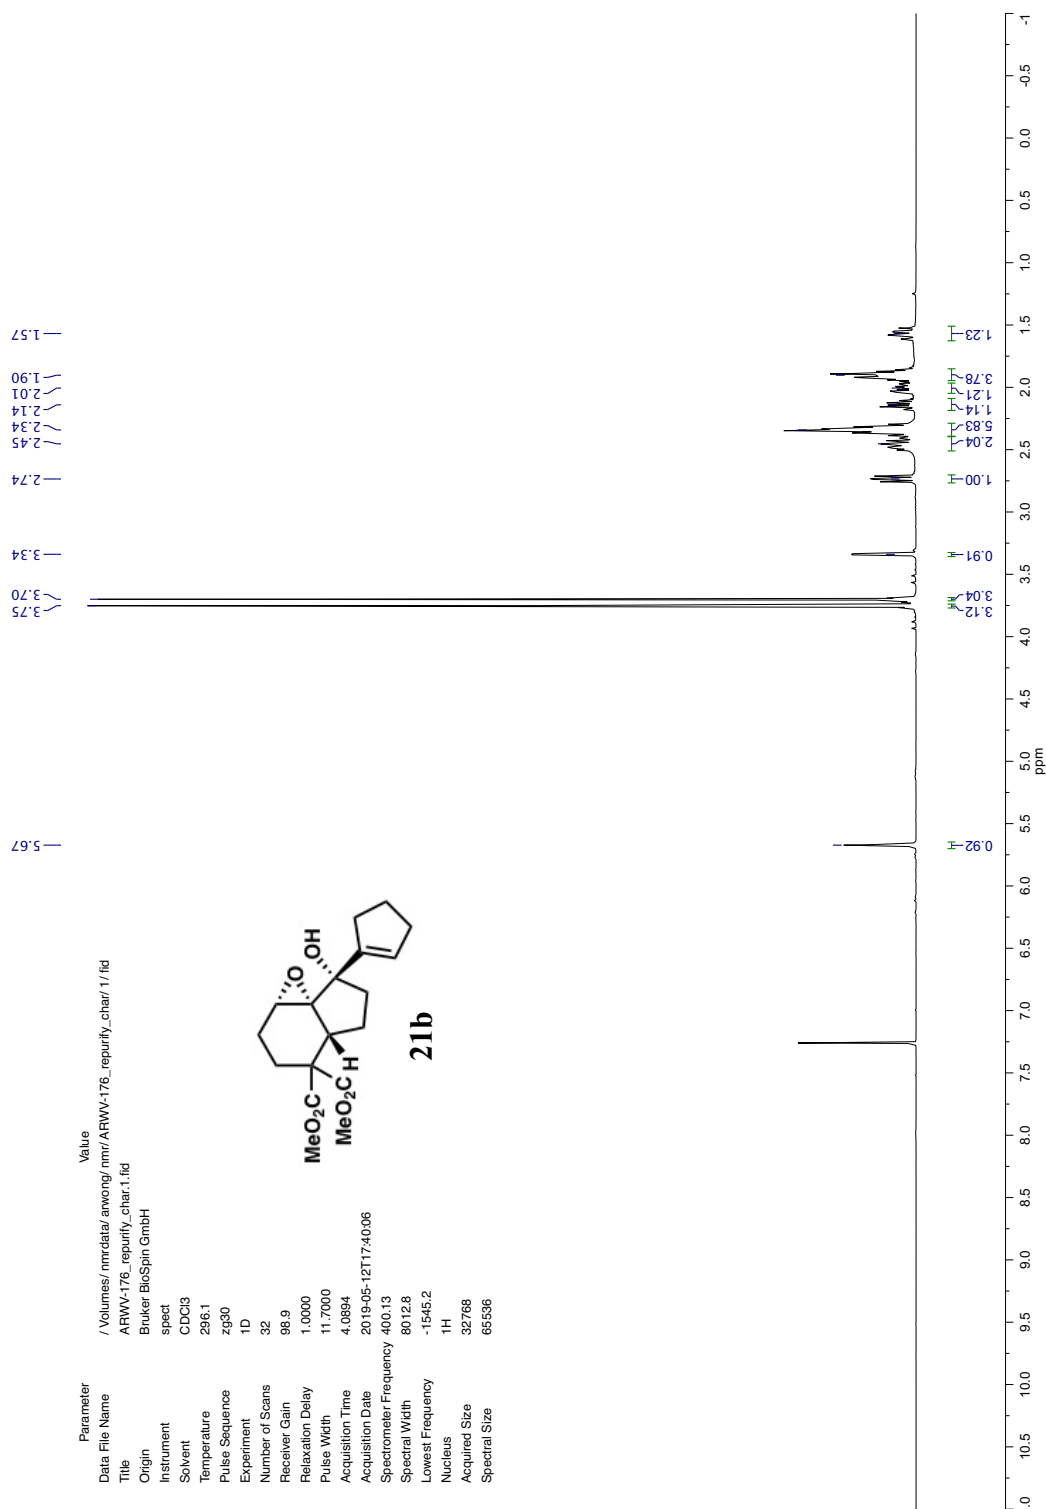 Parameter Value
Data File Name / Volumes/ nmrdata/ arwong/ nmr/ ARWV-176_repurify_char/ 1/ fid
Title ARWV-176_repurify_char.1.fid
Origin Bruker BioSpin GmbH
Instrument spect
Solvent CDCl3
Temperature 296.1
Pulse Sequence zg30
Experiment 1D
Number of Scans 32
Receiver Gain 98.9
Relaxation Delay 1.0000
Pulse Width 11.7000
Acquisition Time 4.0894
Acquisition Date 2019-05-12T17:40:06
Spectrometer Frequency 400.13
Spectral Width 8012.8
Lowest Frequency -1545.2
Nucleus 1H
Acquired Size 32768
Spectral Size 65536
O
OH
MeO2C
MeO2C H
21b
5.67
3.75
3.70
3.34
2.74
2.45
2.34
2.14
2.01
1.90
1.57
0.92
3.12
3.04
0.91
1.00
2.04
5.83
1.14
1.21
3.78
1.23
.0 10.5 10.0 9.5 9.0 8.5 8.0 7.5 7.0 6.5 6.0 5.5 5.0 4.5 4.0 3.5 3.0 2.5 2.0 1.5 1.0 0.5 0.0 -0.5 -1
ppm